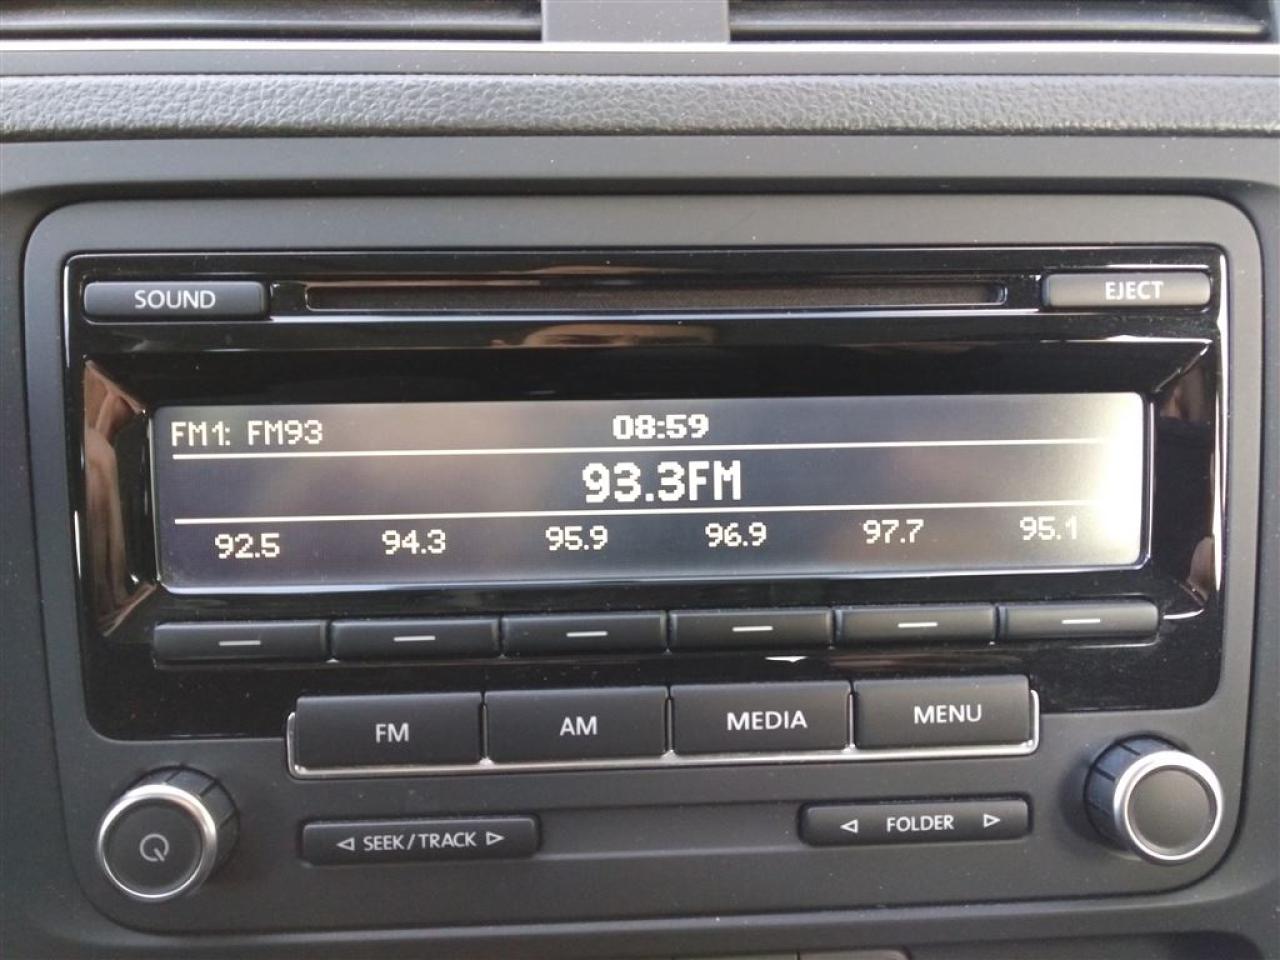 SOUND
EJECT
FM1: FM93 08:59
93.3FM
92.5 94.3 95.9 96.9 97.7 95.1
FM AM MEDIA MENU
SEEK/TRACK
FOLDER